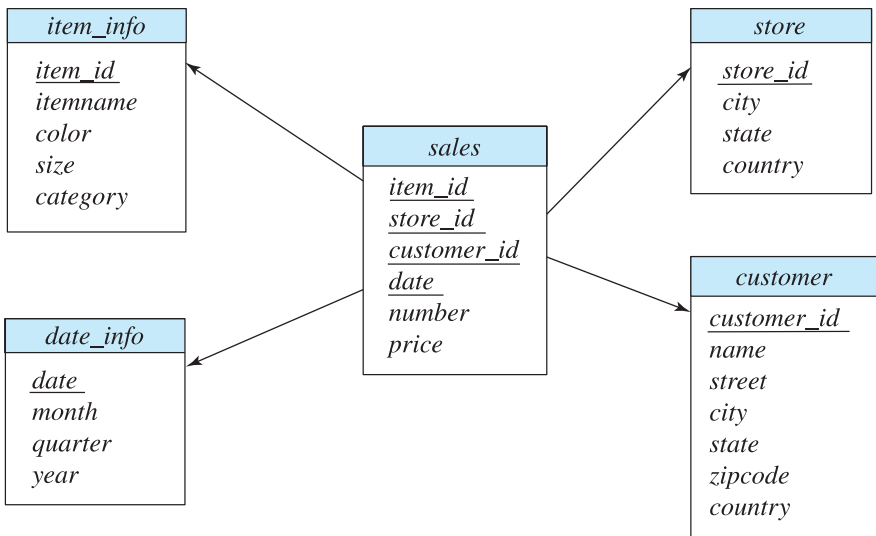 item_info
item_id
itemname
color
size
category
store
store_id
city
state
country
sales
item_id
store_id
customer_id
date
number
price
date_info
date
month
quarter
year
customer
customer_id
name
street
city
state
zipcode
country